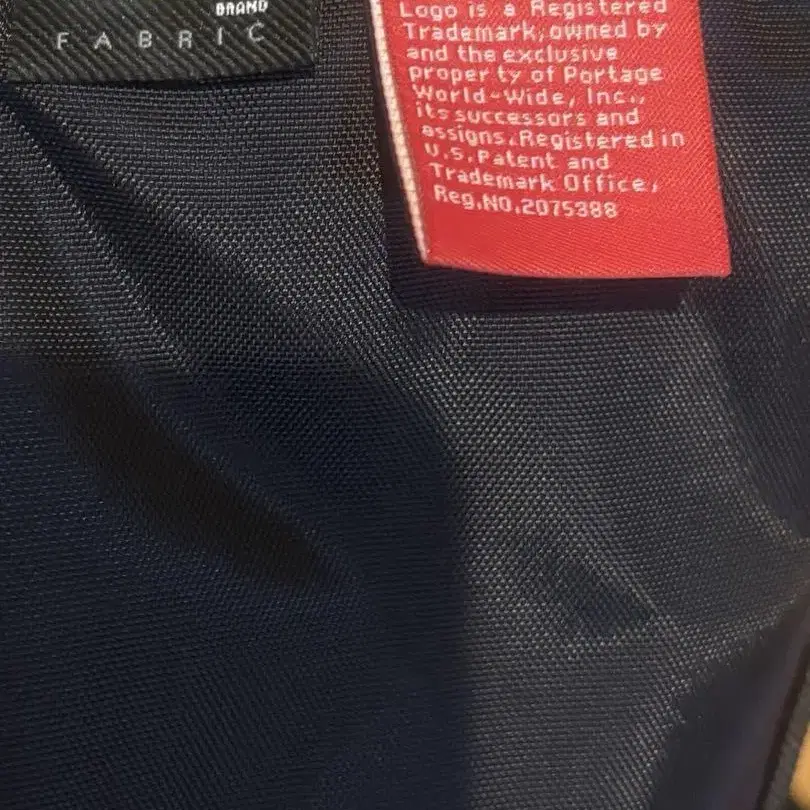 BRAND
FABRIC
Logo is a Registered
Trademark, owned by
and the exclusive
property of Portage
World-Wide, Inc.,
its successors and
assigns. Registered in
U.S. Patent and
Trademark Office,
Reg.NO.2075388